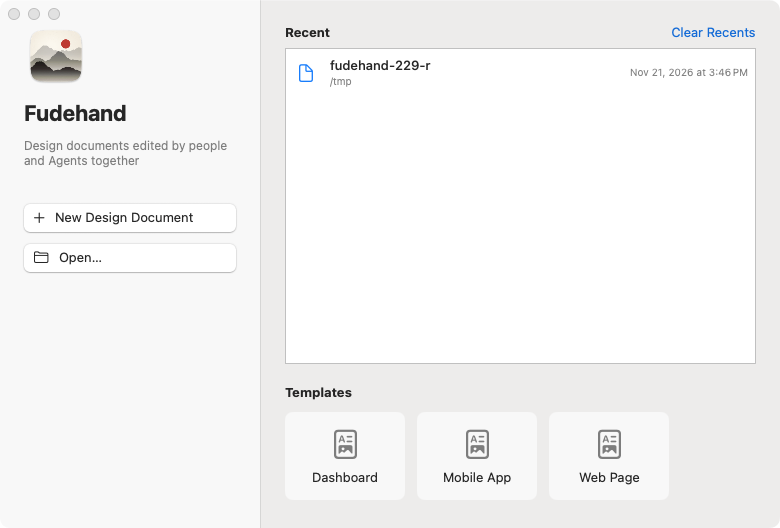 Fudehand
Design documents edited by people
and Agents together
New Design Document
Open...
Recent
Clear Recents
fudehand-229-r
/tmp
Nov 21, 2026 at 3:46 PM
Templates
Dashboard
Mobile App
Web Page